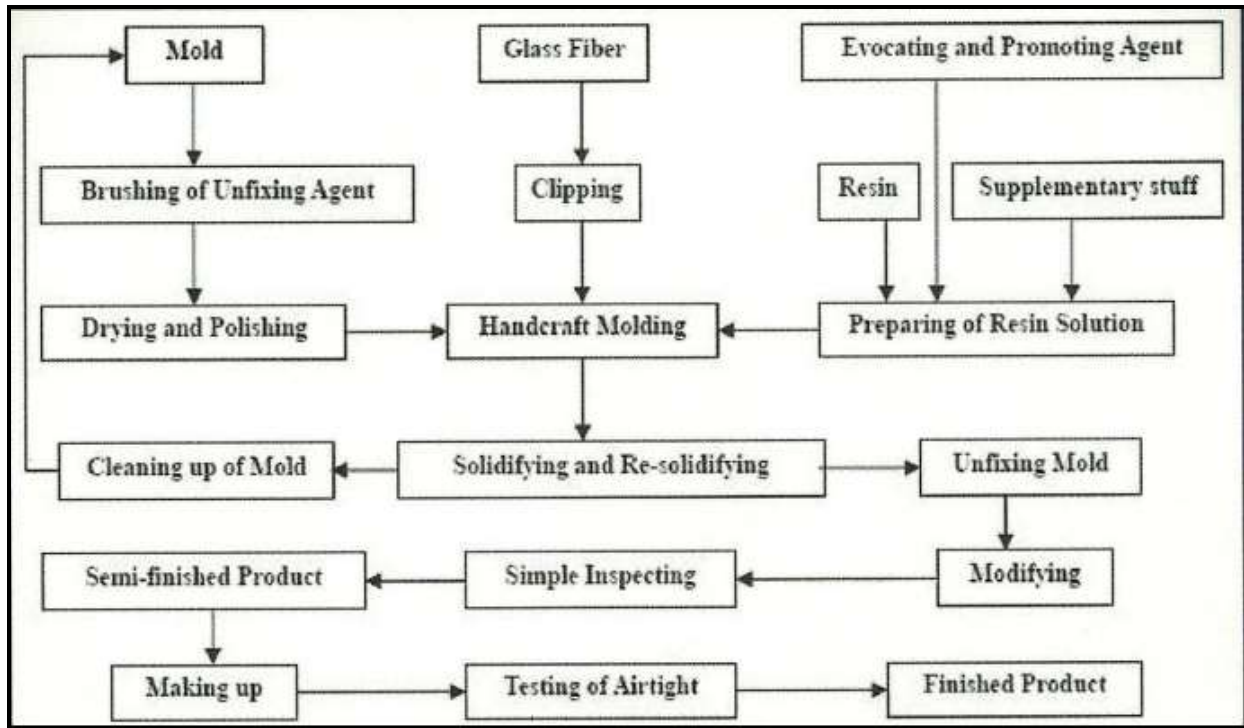 Mold
Glass Fiber
Evocating and Promoting Agent
Brushing of Unfixing Agent
Clipping
Resin
Supplementary stuff
Drying and Polishing
Handcraft Molding
Preparing of Resin Solution
Cleaning up of Mold
Solidifying and Re-solidifying
Unfixing Mold
Semi-finished Product
Simple Inspecting
Modifying
Making up
Testing of Airtight
Finished Product